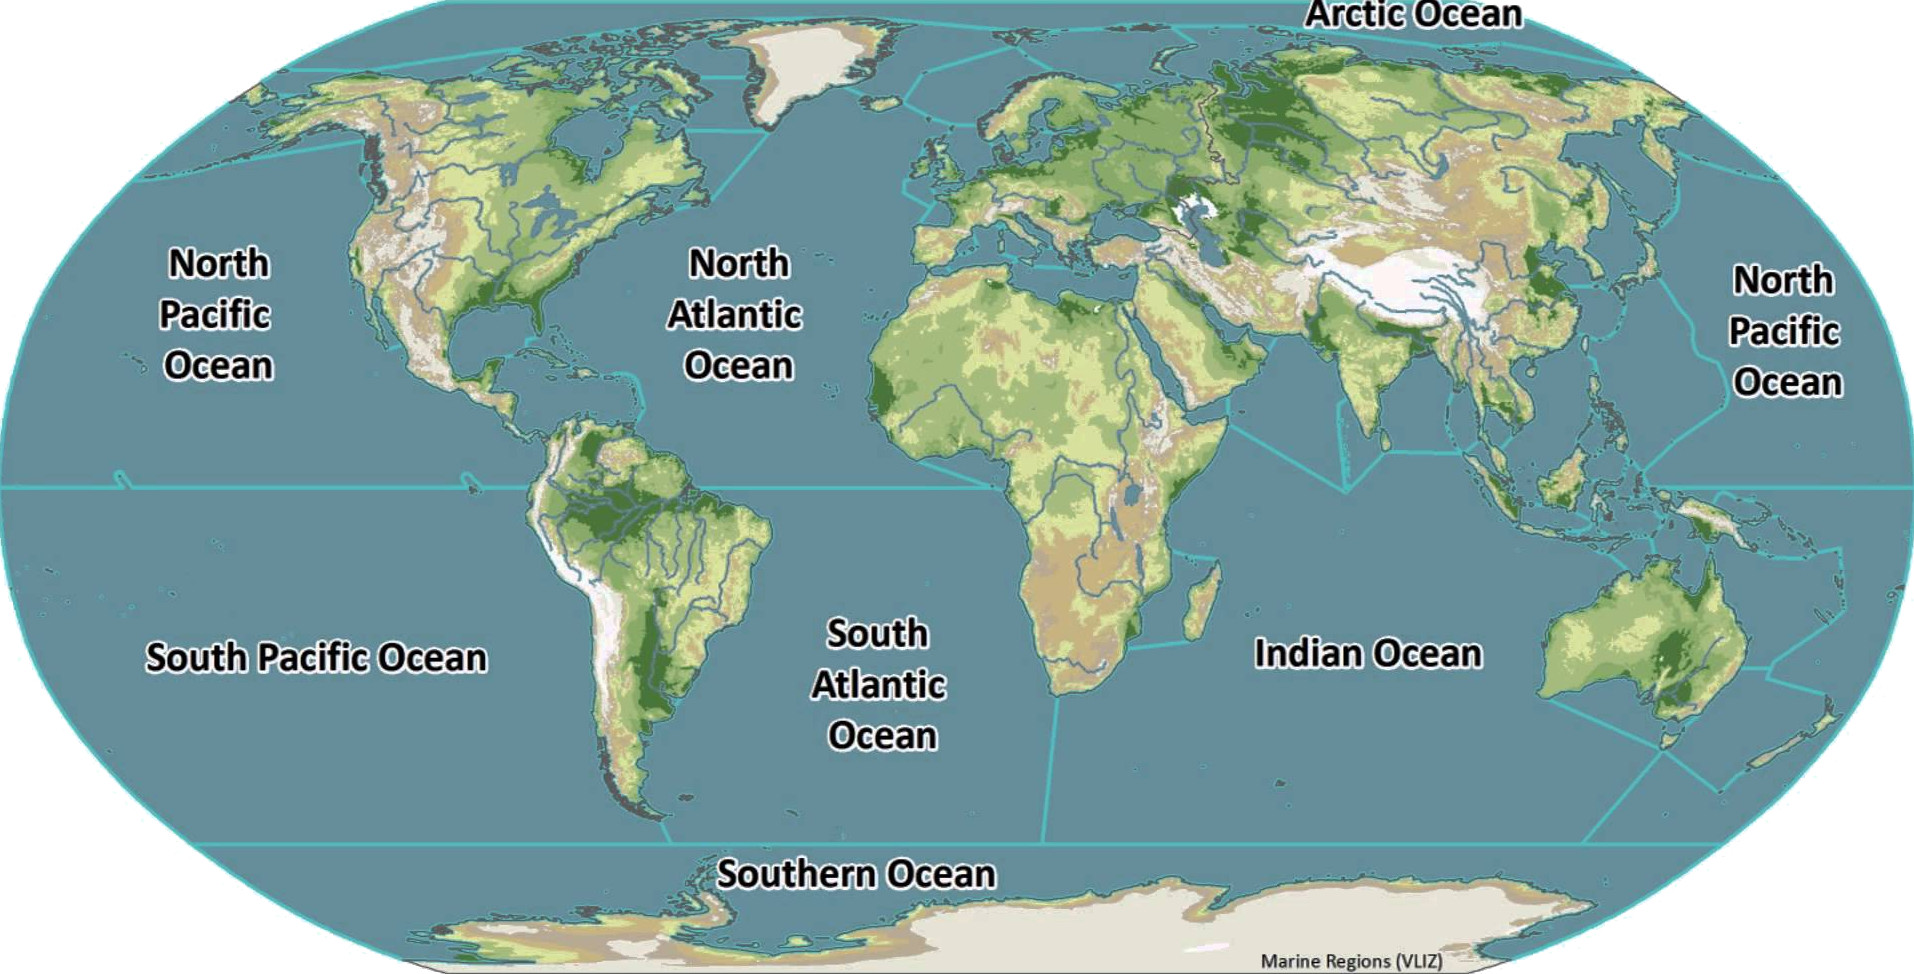 Arctic Ocean
North
Pacific
Ocean
North
Atlantic
Ocean
North
Pacific
Ocean
South Pacific Ocean
South
Atlantic
Ocean
Indian Ocean
Southern Ocean
Marine Regions (VLIZ)